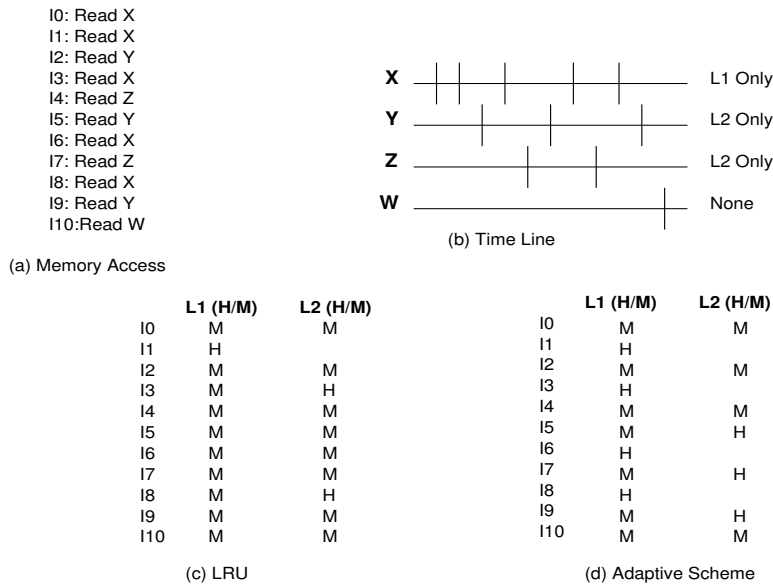 I0: Read X
I1: Read X
I2: Read Y
I3: Read X
I4: Read Z
I5: Read Y
I6: Read X
I7: Read Z
I8: Read X
I9: Read Y
I10:Read W
(a) Memory Access
X L1 Only
Y L2 Only
Z L2 Only
W None
(b) Time Line
L1 (H/M) L2 (H/M)
I0 M M
I1 H
I2 M M
I3 M H
I4 M M
I5 M M
I6 M M
I7 M M
I8 M H
I9 M M
I10 M M
(c) LRU
L1 (H/M) L2 (H/M)
I0 M M
I1 H
I2 M M
I3 H
I4 M M
I5 M H
I6 H
I7 M H
I8 H
I9 M H
I10 M M
(d) Adaptive Scheme